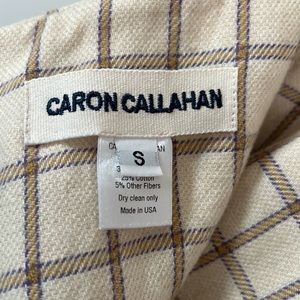 CARON CALLAHAN
S
Cotton
5% Other Fibers
Dry clean only
Made in USA